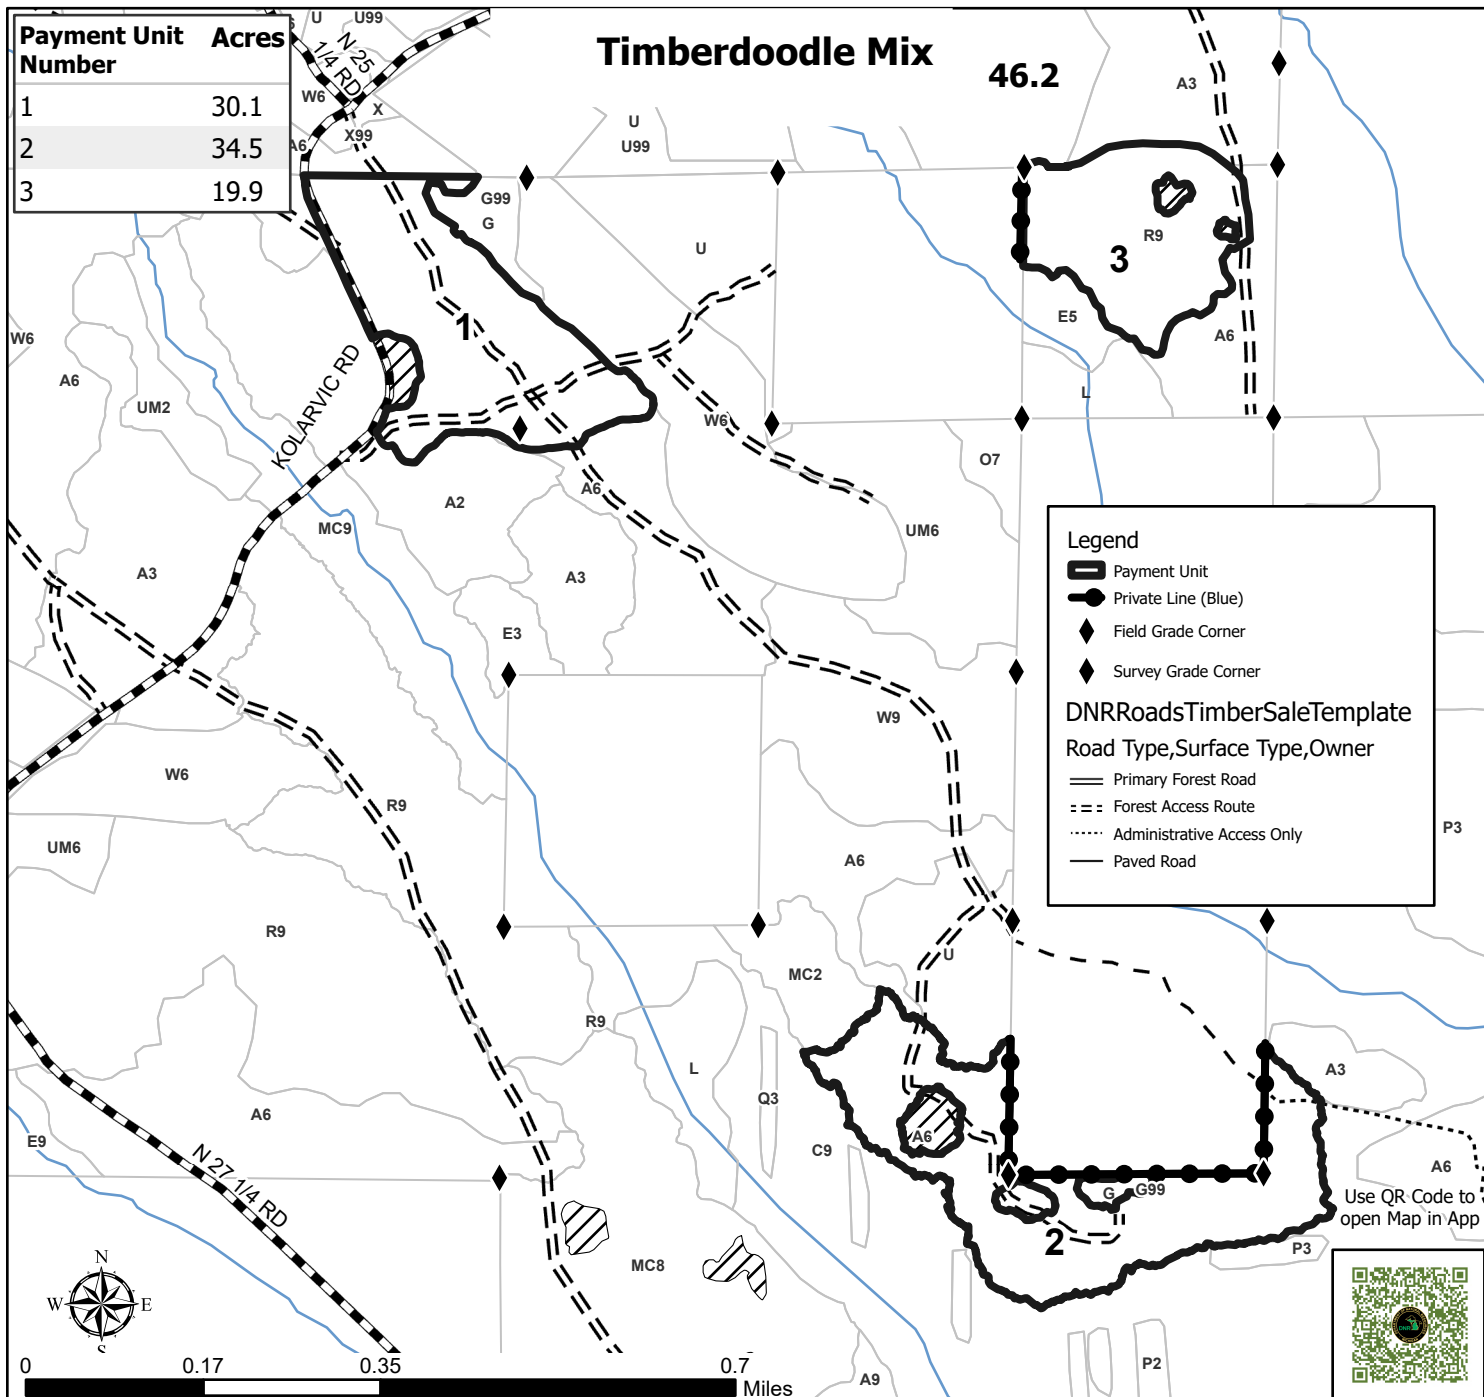 Payment Unit Number Acres
1 30.1
2 34.5
3 19.9
Timberdoodle Mix
46.2
U
U99
N 25
1/4 RD
W6
X
X99
A6
U
U99
A3
G99
G
U
R9
3
E5
A6
L
1
W6
A6
UM2
KOLARVIC RD
W6
O7
A2
A6
UM6
MC9
A3
A3
E3
Legend
Payment Unit
Private Line (Blue)
Field Grade Corner
Survey Grade Corner
DNRRoadsTimberSaleTemplate
Road Type,Surface Type,Owner
Primary Forest Road
Forest Access Route
Administrative Access Only
Paved Road
W9
W6
R9
UM6
P3
A6
R9
U
MC2
R9
L
Q3
A3
A6
E9
C9
A6
A6
N 27 1/4 RD
G
G99
2
P3
MC8
Use QR Code to
open Map in App
DNR
N
W E
S
P2
A9
0 0.17 0.35 0.7
Miles